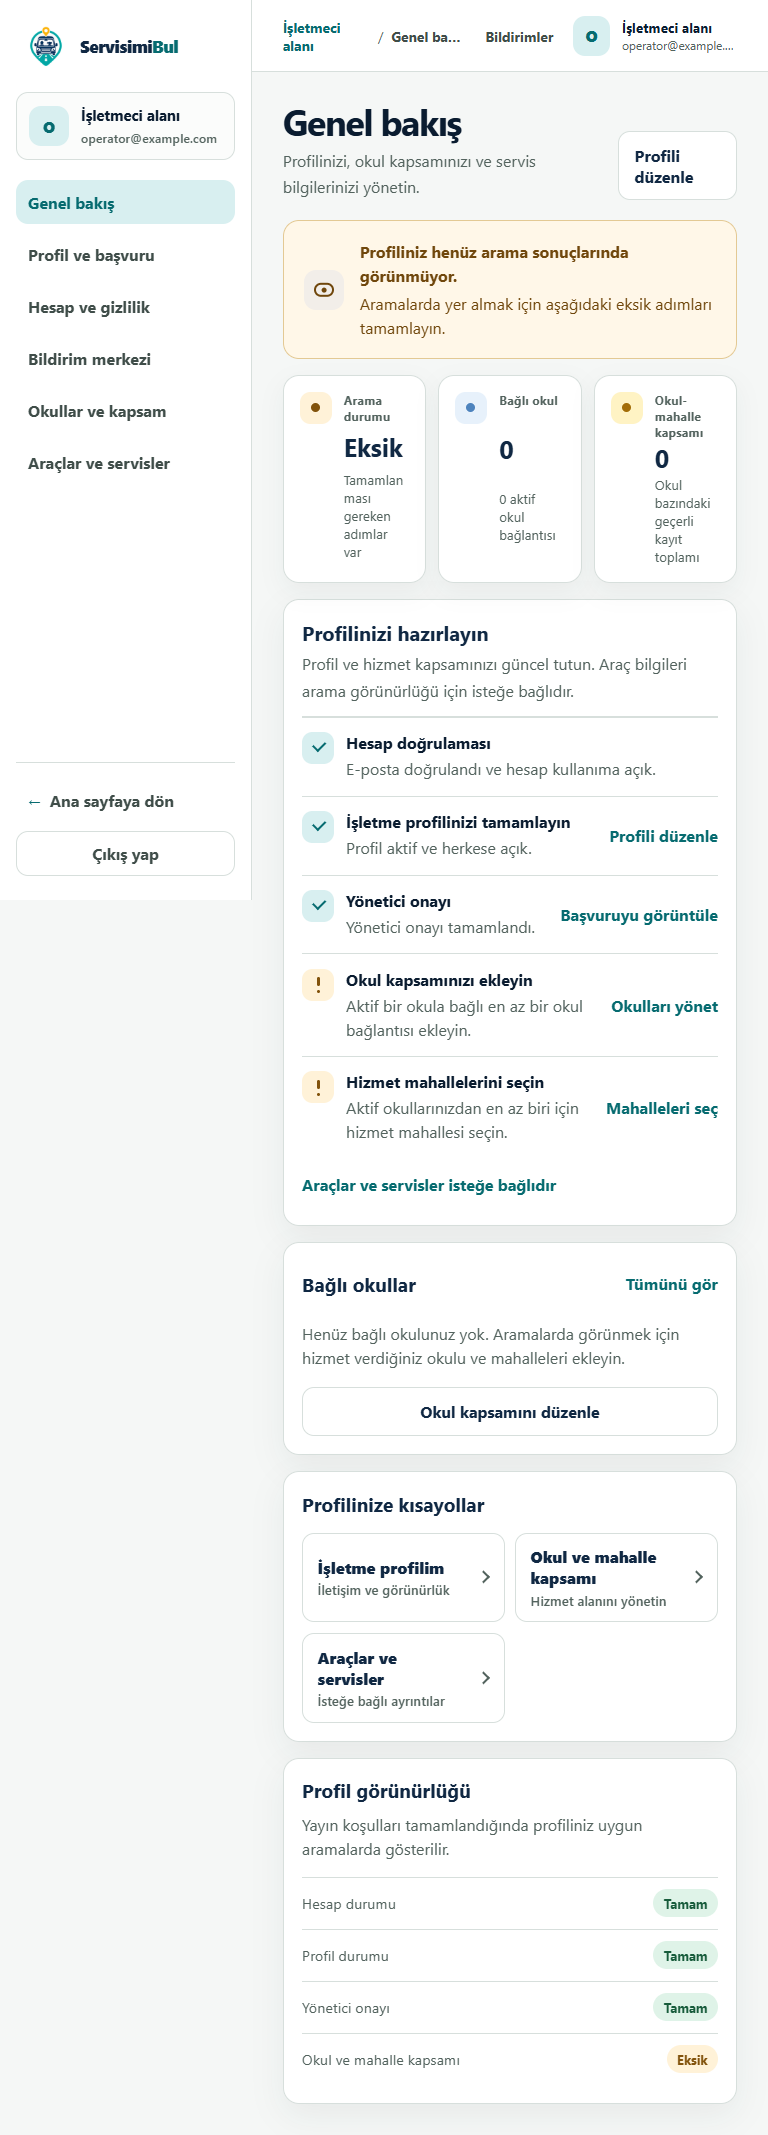 ServisimiBul
O
İşletmeci alanı
operator@example.com
Genel bakış
Profil ve başvuru
Hesap ve gizlilik
Bildirim merkezi
Okullar ve kapsam
Araçlar ve servisler
← Ana sayfaya dön
Çıkış yap
İşletmeci
alanı
/ Genel ba...
Bildirimler
O
İşletmeci alanı
operator@example....
Genel bakış
Profilinizi, okul kapsamınızı ve servis
bilgilerinizi yönetin.
Profili
düzenle
Profiliniz henüz arama sonuçlarında
görünmüyor.
Aramalarda yer almak için aşağıdaki eksik adımları
tamamlayın.
Arama
durumu
Eksik
Tamamlan
ması
gereken
adımlar
var
Bağlı okul
0
0 aktif
okul
bağlantısı
Okul-
mahalle
kapsamı
0
Okul
bazındaki
geçerli
kayıt
toplamı
Profilinizi hazırlayın
Profil ve hizmet kapsamınızı güncel tutun. Araç bilgileri
arama görünürlüğü için isteğe bağlıdır.
Hesap doğrulaması
E-posta doğrulandı ve hesap kullanıma açık.
İşletme profilinizi tamamlayın
Profil aktif ve herkese açık.
Profili düzenle
Yönetici onayı
Yönetici onayı tamamlandı.
Başvuruyu görüntüle
Okul kapsamınızı ekleyin
Aktif bir okula bağlı en az bir okul
bağlantısı ekleyin.
Okulları yönet
Hizmet mahallelerini seçin
Aktif okullarınızdan en az biri için
hizmet mahallesi seçin.
Mahalleleri seç
Araçlar ve servisler isteğe bağlıdır
Bağlı okullar
Tümünü gör
Henüz bağlı okulunuz yok. Aramalarda görünmek için
hizmet verdiğiniz okulu ve mahalleleri ekleyin.
Okul kapsamını düzenle
Profilinize kısayollar
İşletme profilim
İletişim ve görünürlük
Okul ve mahalle
kapsamı
Hizmet alanını yönetin
Araçlar ve
servisler
İsteğe bağlı ayrıntılar
Profil görünürlüğü
Yayın koşulları tamamlandığında profiliniz uygun
aramalarda gösterilir.
Hesap durumu
Tamam
Profil durumu
Tamam
Yönetici onayı
Tamam
Okul ve mahalle kapsamı
Eksik